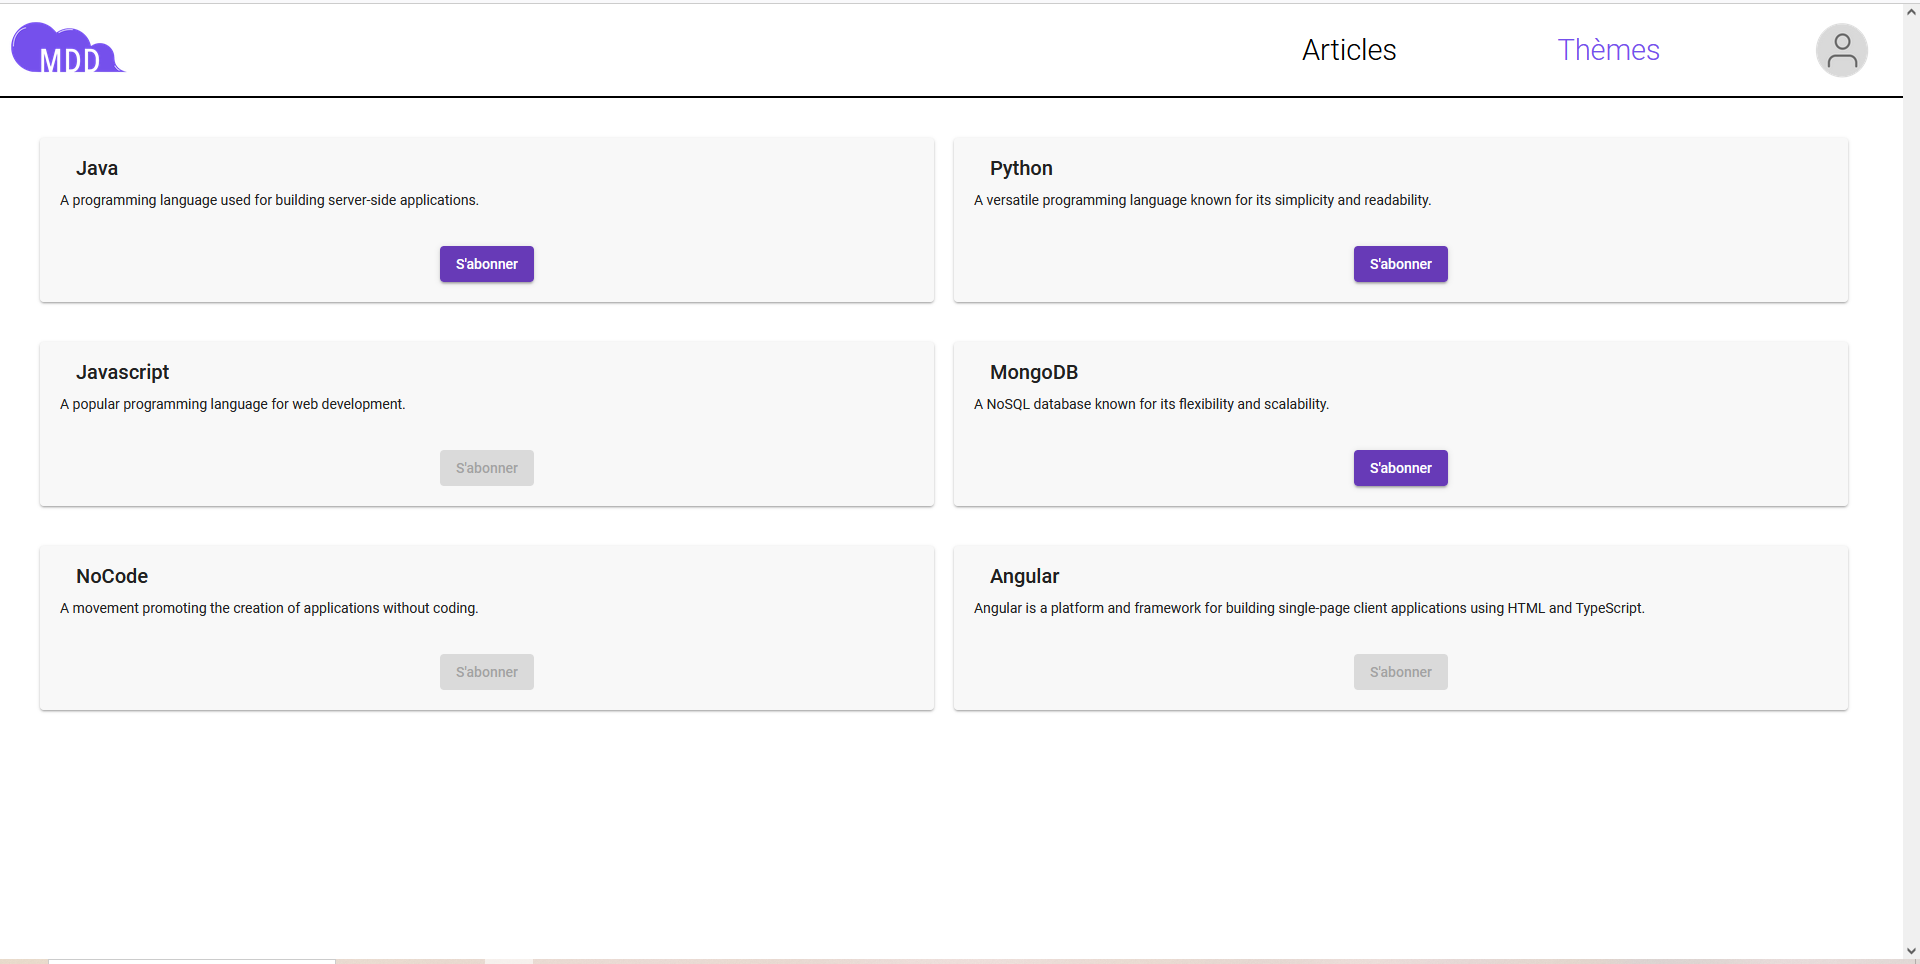 MDD
Articles
Thèmes
Java
A programming language used for building server-side applications.
S'abonner
Python
A versatile programming language known for its simplicity and readability.
S'abonner
Javascript
A popular programming language for web development.
S'abonner
MongoDB
A NoSQL database known for its flexibility and scalability.
S'abonner
NoCode
A movement promoting the creation of applications without coding.
S'abonner
Angular
Angular is a platform and framework for building single-page client applications using HTML and TypeScript.
S'abonner